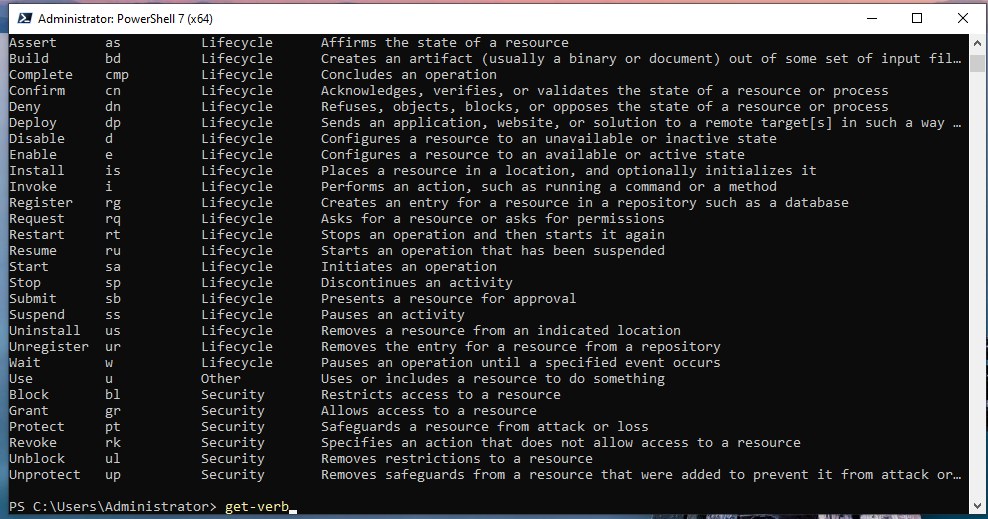 Administrator: PowerShell 7 (x64)
Assert as Lifecycle Affirms the state of a resource
Build bd Lifecycle Creates an artifact (usually a binary or document) out of some set of input fil…
Complete cmp Lifecycle Concludes an operation
Confirm cn Lifecycle Acknowledges, verifies, or validates the state of a resource or process
Deny dn Lifecycle Refuses, objects, blocks, or opposes the state of a resource or process
Deploy dp Lifecycle Sends an application, website, or solution to a remote target[s] in such a way …
Disable d Lifecycle Configures a resource to an unavailable or inactive state
Enable e Lifecycle Configures a resource to an available or active state
Install is Lifecycle Places a resource in a location, and optionally initializes it
Invoke i Lifecycle Performs an action, such as running a command or a method
Register rg Lifecycle Creates an entry for a resource in a repository such as a database
Request rq Lifecycle Asks for a resource or asks for permissions
Restart rt Lifecycle Stops an operation and then starts it again
Resume ru Lifecycle Starts an operation that has been suspended
Start sa Lifecycle Initiates an operation
Stop sp Lifecycle Discontinues an activity
Submit sb Lifecycle Presents a resource for approval
Suspend ss Lifecycle Pauses an activity
Uninstall us Lifecycle Removes a resource from an indicated location
Unregister ur Lifecycle Removes the entry for a resource from a repository
Wait w Lifecycle Pauses an operation until a specified event occurs
Use u Other Uses or includes a resource to do something
Block bl Security Restricts access to a resource
Grant gr Security Allows access to a resource
Protect pt Security Safeguards a resource from attack or loss
Revoke rk Security Specifies an action that does not allow access to a resource
Unblock ul Security Removes restrictions to a resource
Unprotect up Security Removes safeguards from a resource that were added to prevent it from attack or…
PS C:\Users\Administrator> get-verb